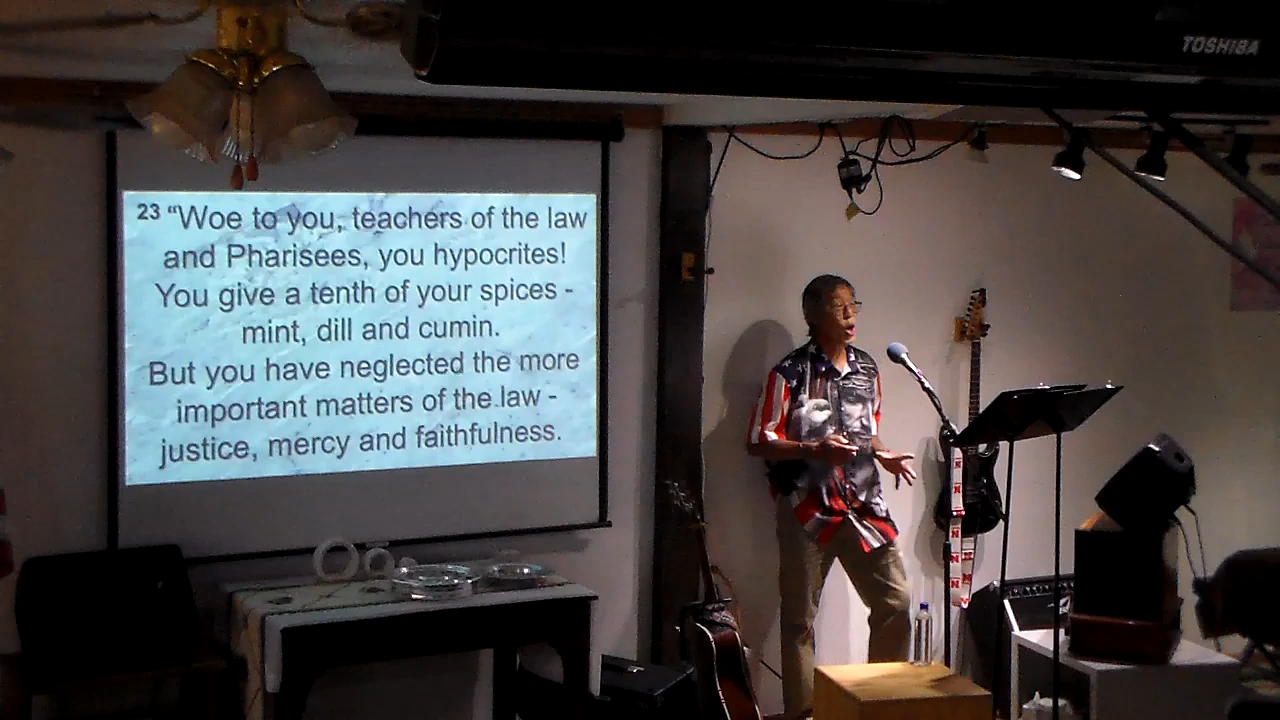 TOSHIBA
23 “Woe to you, teachers of the law
and Pharisees, you hypocrites!
You give a tenth of your spices -
mint, dill and cumin.
But you have neglected the more
important matters of the law -
justice, mercy and faithfulness.
N
N
N
N
N